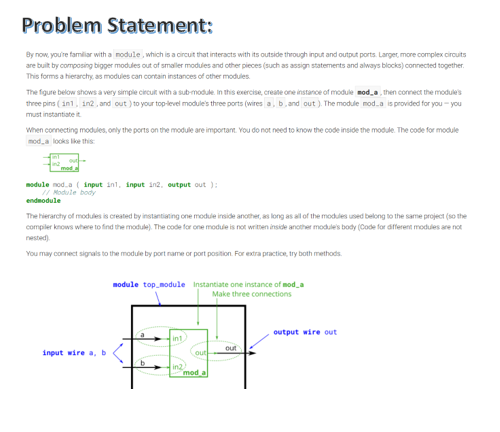 Problem Statement:
By now, you're familiar with a module, which is a circuit that interacts with its outside through input and output ports. Larger, more complex circuits
are built by composing bigger modules out of smaller modules and other pieces (such as assign statements and always blocks) connected together.
This forms a hierarchy, as modules can contain instances of other modules.
The figure below shows a very simple circuit with a sub-module. In this exercise, create one instance of module mod_a, then connect the module's
three pins (in1, in2, and out) to your top-level module's three ports (wires a, b, and out). The module mod_a is provided for you — you
must instantiate it.
When connecting modules, only the ports on the module are important. You do not need to know the code inside the module. The code for module
mod_a looks like this:
in1
out
in2
mod_a
module mod_a ( input in1, input in2, output out );
// Module body
endmodule
The hierarchy of modules is created by instantiating one module inside another, as long as all of the modules used belong to the same project (so the
compiler knows where to find the module). The code for one module is not written inside another module's body (Code for different modules are not
nested).
You may connect signals to the module by port name or port position. For extra practice, try both methods.
module top_module Instantiate one instance of mod_a
Make three connections
output wire out
a
in1
out
out
input wire a, b
b
in2
mod_a